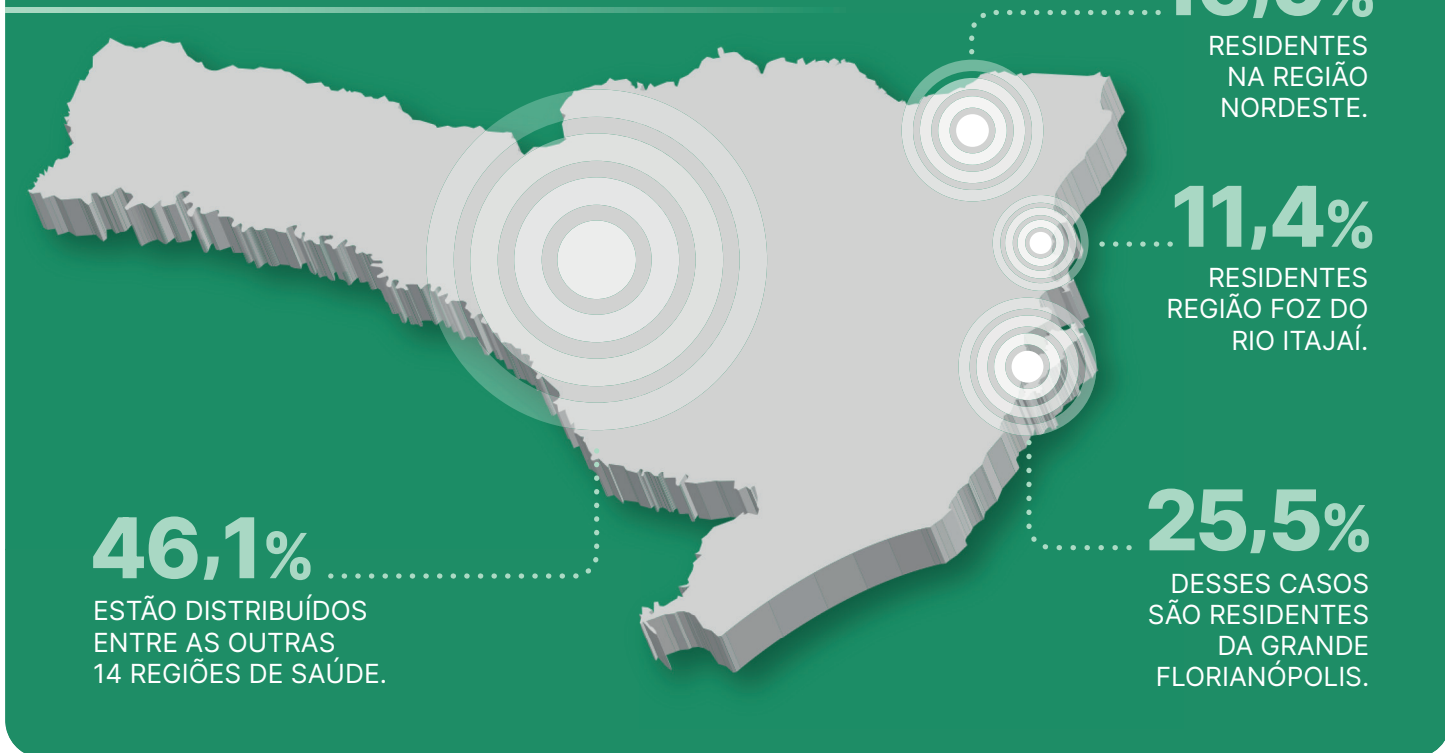 RESIDENTES
NA REGIÃO
NORDESTE.
11,4%
RESIDENTES
REGIÃO FOZ DO
RIO ITAJAÍ.
46,1%
ESTÃO DISTRIBUÍDOS
ENTRE AS OUTRAS
14 REGIÕES DE SAÚDE.
25,5%
DESSES CASOS
SÃO RESIDENTES
DA GRANDE
FLORIANÓPOLIS.